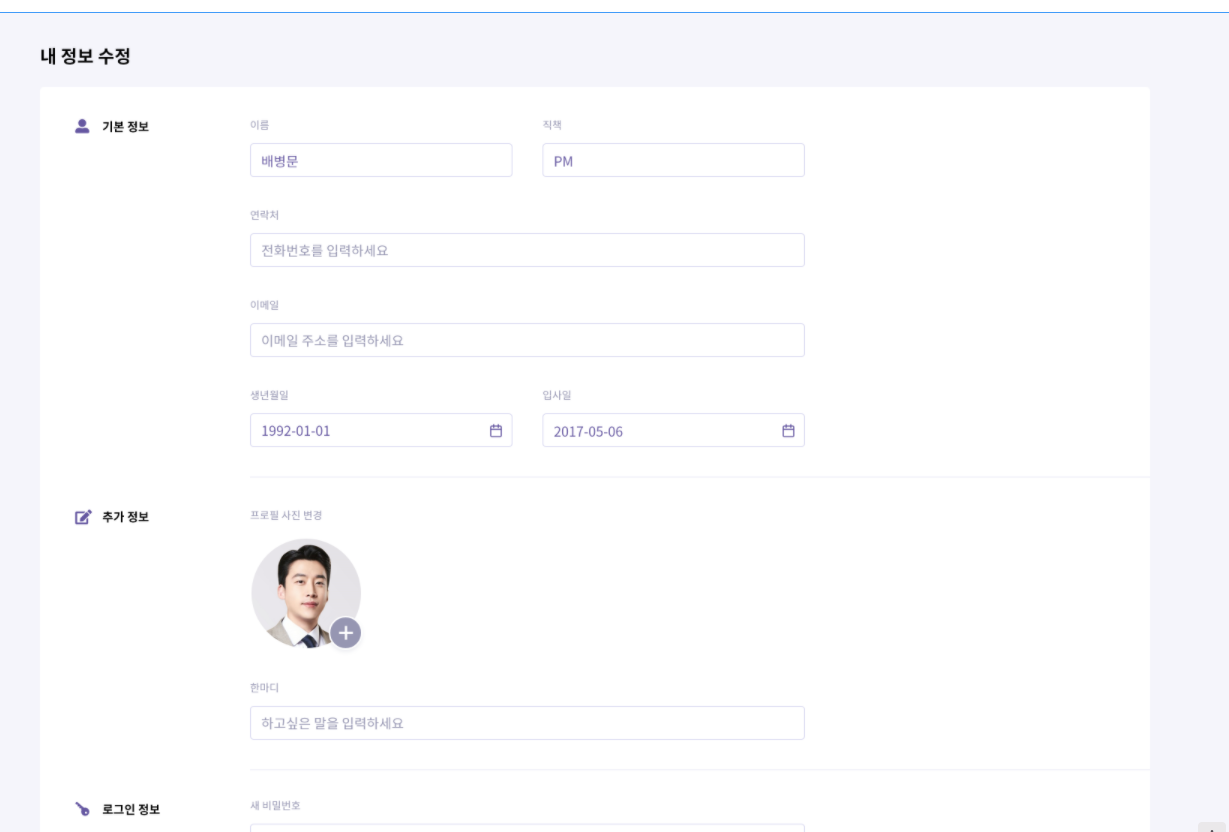 내 정보 수정
기본 정보
이름
직책
배병문
PM
연락처
전화번호를 입력하세요
이메일
이메일 주소를 입력하세요
생년월일
입사일
1992-01-01
2017-05-06
추가 정보
프로필 사진 변경
한마디
하고싶은 말을 입력하세요
로그인 정보
새 비밀번호